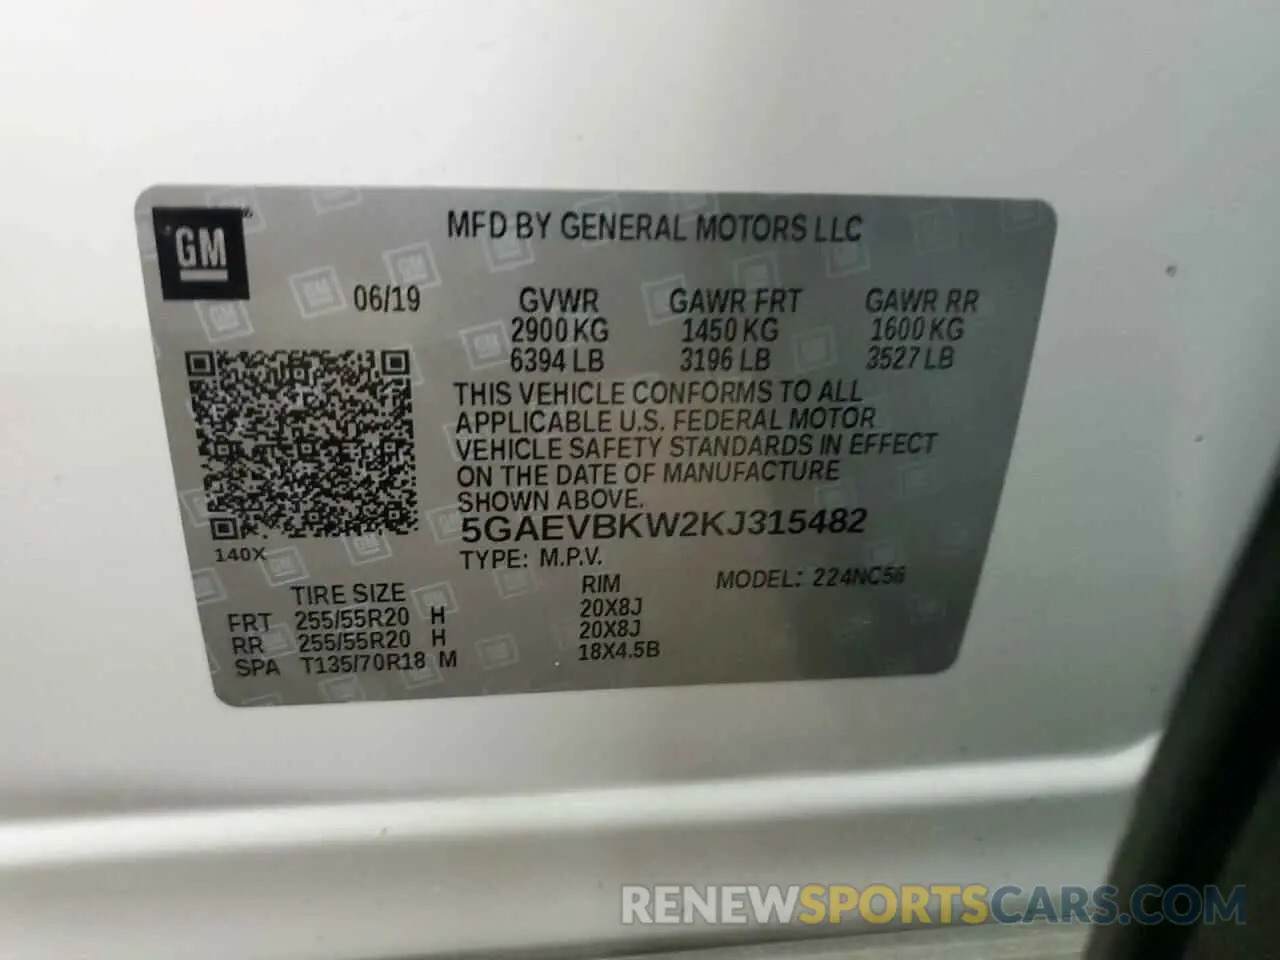 GM
MFD BY GENERAL MOTORS LLC
06/19 GVWR GAWR FRT GAWR RR
2900 KG 1450 KG 1600 KG
6394 LB 3196 LB 3527 LB
THIS VEHICLE CONFORMS TO ALL
APPLICABLE U.S. FEDERAL MOTOR
VEHICLE SAFETY STANDARDS IN EFFECT
ON THE DATE OF MANUFACTURE
SHOWN ABOVE.
5GAEVBKW2KJ315482
140X
TYPE: M.P.V.
TIRE SIZE RIM MODEL: 224NC56
FRT 255/55R20 H 20X8J
RR 255/55R20 H 20X8J
SPA T135/70R18 M 18X4.5B
RENEWSPORTSCARS.COM